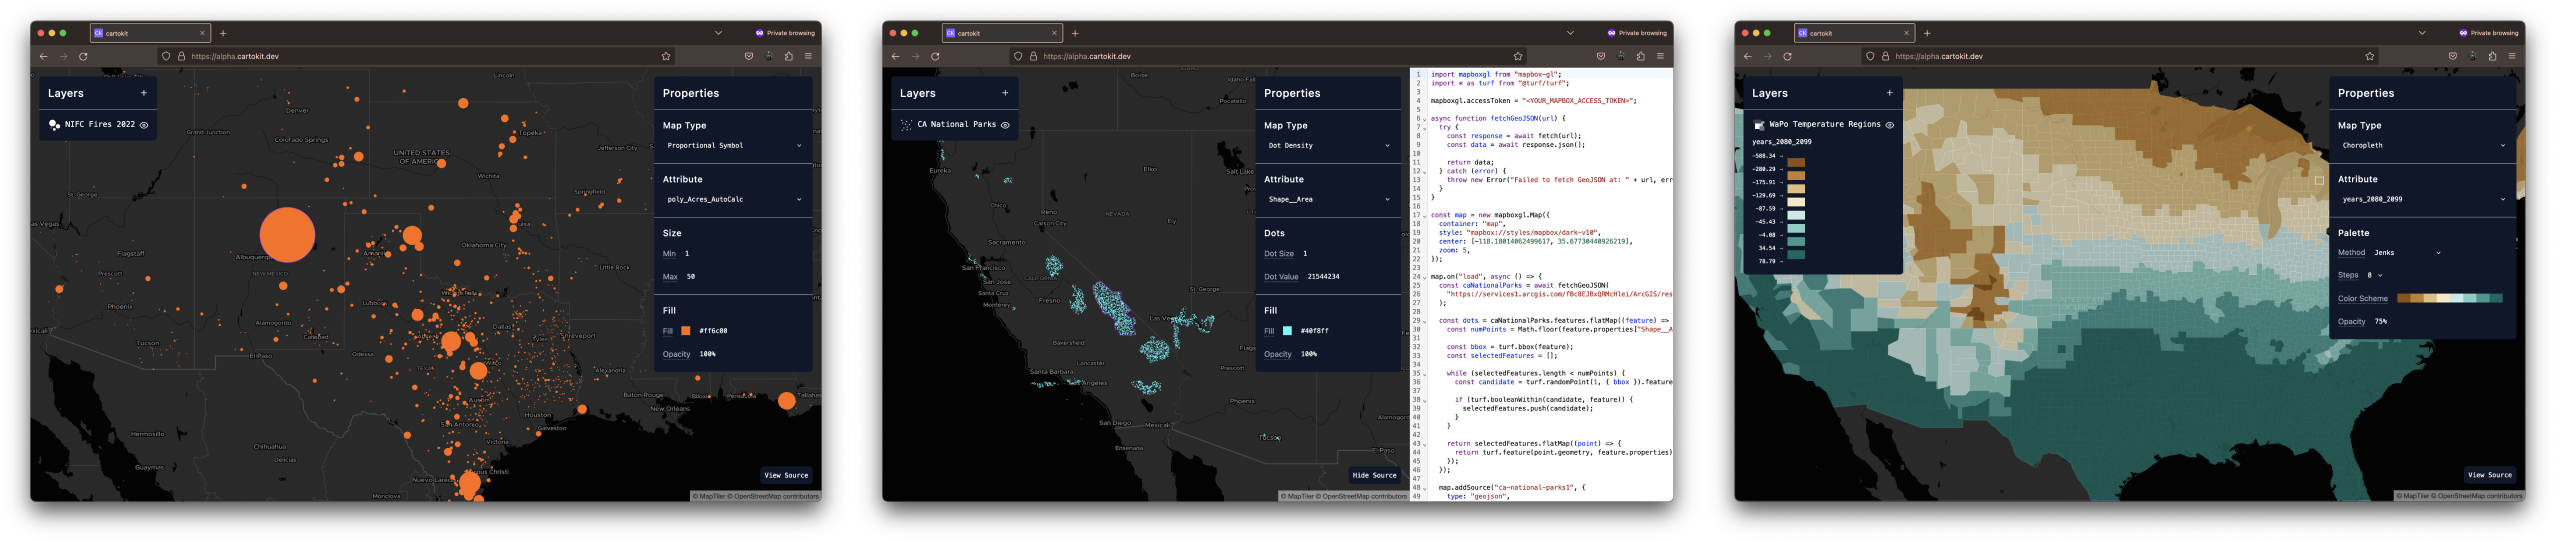 cartokit
Private browsing
https://alpha.cartokit.dev
Layers
NIFC Fires 2022
Properties
Map Type
Proportional Symbol
Attribute
poly_Acres_AutoCalc
Size
Min 1
Max 50
Fill
Fill #ff6c00
Opacity 100%
Lincoln
Denver
Grand Junction
Colorado Springs
Topeka
Jefferson City
UNITED STATES
OF AMERICA
Wichita
St. George
Springfield
Las Vegas
Tulsa
Flagstaff
Albuquerque
Oklahoma City
Prescott
NEW MEXICO
Little Rock
Phoenix
Lubbock
Alamogordo
Dallas
Shreveport
Tucson
Carlsbad
Tyler
El Paso
Odessa
Waco
TEXAS
Alexandria
Austin
Baton Rouge
Biloxi
Pensacola
New Orleans
Houston
San Antonio
Galveston
Hermosillo
Victoria
Chihuahua
Delicias
Guaymas
Nuevo Laredo
Monclova
View Source
© MapTiler © OpenStreetMap contributors
cartokit
Private browsing
https://alpha.cartokit.dev
Layers
CA National Parks
Properties
Map Type
Dot Density
Attribute
Shape__Area
Dots
Dot Size 1
Dot Value 21544234
Fill
Fill #40f8ff
Opacity 100%
Boise
Idaho Fall
Pocatello
Eureka
Elko
Salt Lake
Chico
Reno
Carson City
NEVADA
Ely
Sacramento
San Francisco
San Jose
CALIFORNIA
Santa Cruz
Fresno
Monterey
St. George
Las Vegas
Bakersfield
Lancaster
Santa Barbara
Los Angeles
Prescott
Phoenix
San Diego
Mexicali
Ensenada
Tucson
El Paso
Alamogord
Hide Source
© MapTiler © OpenStreetMap contributors
1 import mapboxgl from "mapbox-gl";
2 import * as turf from "@turf/turf";
3
4 mapboxgl.accessToken = "<YOUR_MAPBOX_ACCESS_TOKEN>";
5
6 async function fetchGeoJSON(url) {
7 try {
8 const response = await fetch(url);
9 const data = await response.json();
10
11 return data;
12 } catch (error) {
13 throw new Error("Failed to fetch GeoJSON at: " + url, err
14 }
15 }
16
17 const map = new mapboxgl.Map({
18 container: "map",
19 style: "mapbox://styles/mapbox/dark-v10",
20 center: [-118.18014062499617, 35.67730440926219],
21 zoom: 5,
22 });
23
24 map.on("load", async () => {
25 const caNationalParks = await fetchGeoJSON(
26 "https://services1.arcgis.com/fBc8EJBxQRMcHlei/ArcGIS/res
27 );
28
29 const dots = caNationalParks.features.flatMap((feature) =>
30 const numPoints = Math.floor(feature.properties["Shape__A
31
32 const bbox = turf.bbox(feature);
33 const selectedFeatures = [];
34
35 while (selectedFeatures.length < numPoints) {
36 const candidate = turf.randomPoint(1, { bbox }).feature
37
38 if (turf.booleanWithin(candidate, feature)) {
39 selectedFeatures.push(candidate);
40 }
41 }
42
43 return selectedFeatures.flatMap((point) => {
44 return turf.feature(point.geometry, feature.properties)
45 });
46 });
47
48 map.addSource("ca-national-parks1", {
49 type: "geojson",
cartokit
Private browsing
https://alpha.cartokit.dev
Layers
WaPo Temperature Regions
years_2080_2099
-508.34
-280.29
-175.91
-129.69
-87.59
-45.43
-4.08
34.54
78.79
Properties
Map Type
Choropleth
Attribute
years_2080_2099
Palette
Method Jenks
Steps 8
Color Scheme
Opacity 75%
View Source
© MapTiler © OpenStreetMap contributors